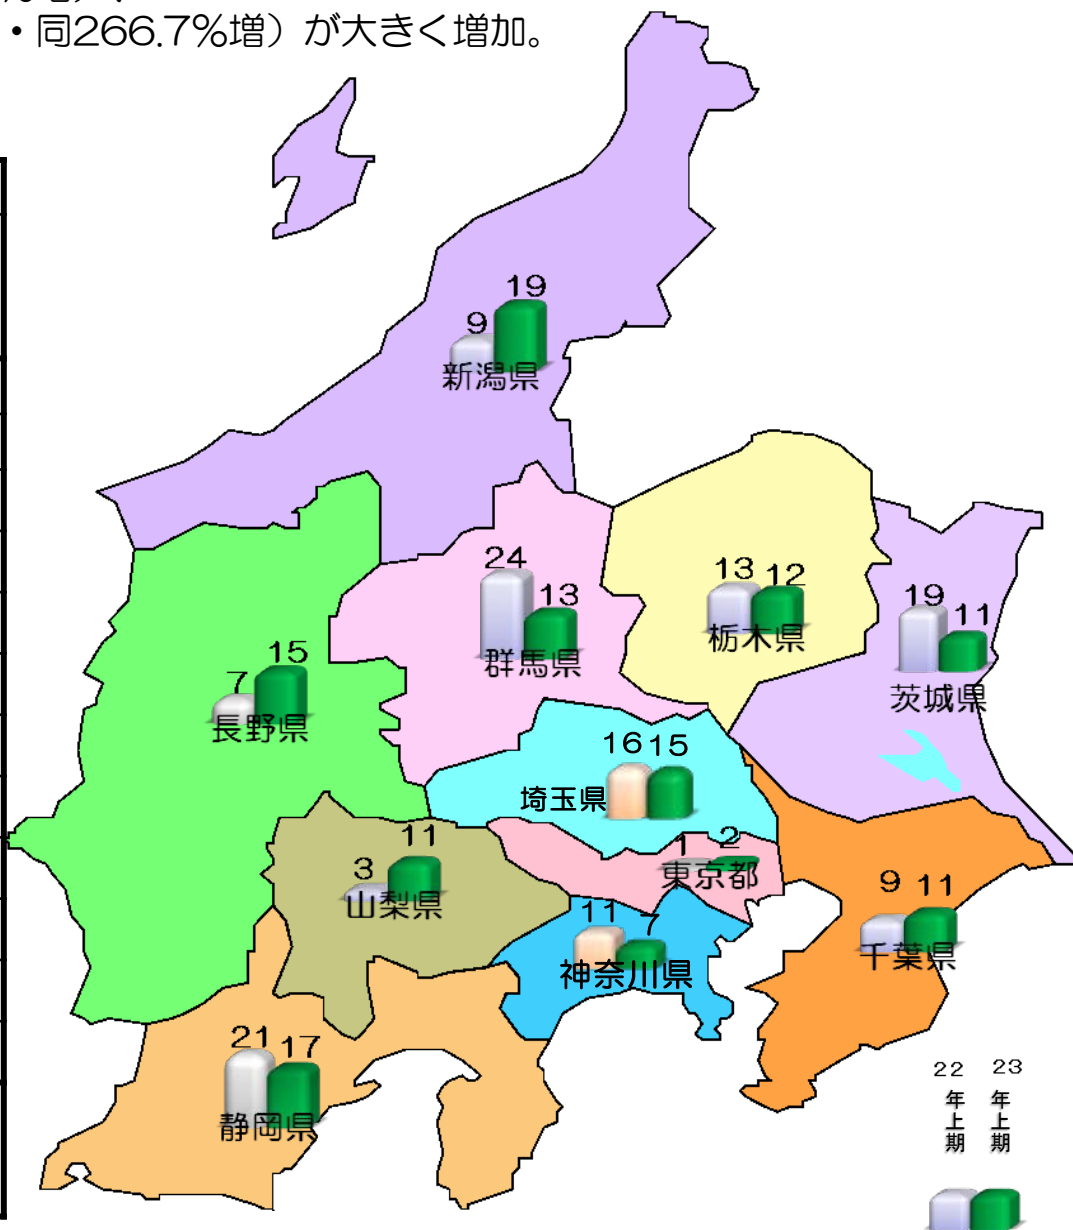 ・同266.7%増）が大きく増加。
19
9
新潟県
24
13
群馬県
13
12
栃木県
19
11
茨城県
15
7
長野県
16 15
埼玉県
1 2
東京都
11
3
山梨県
9 11
千葉県
11 7
神奈川県
21
17
静岡県
22 23
年上期 年上期